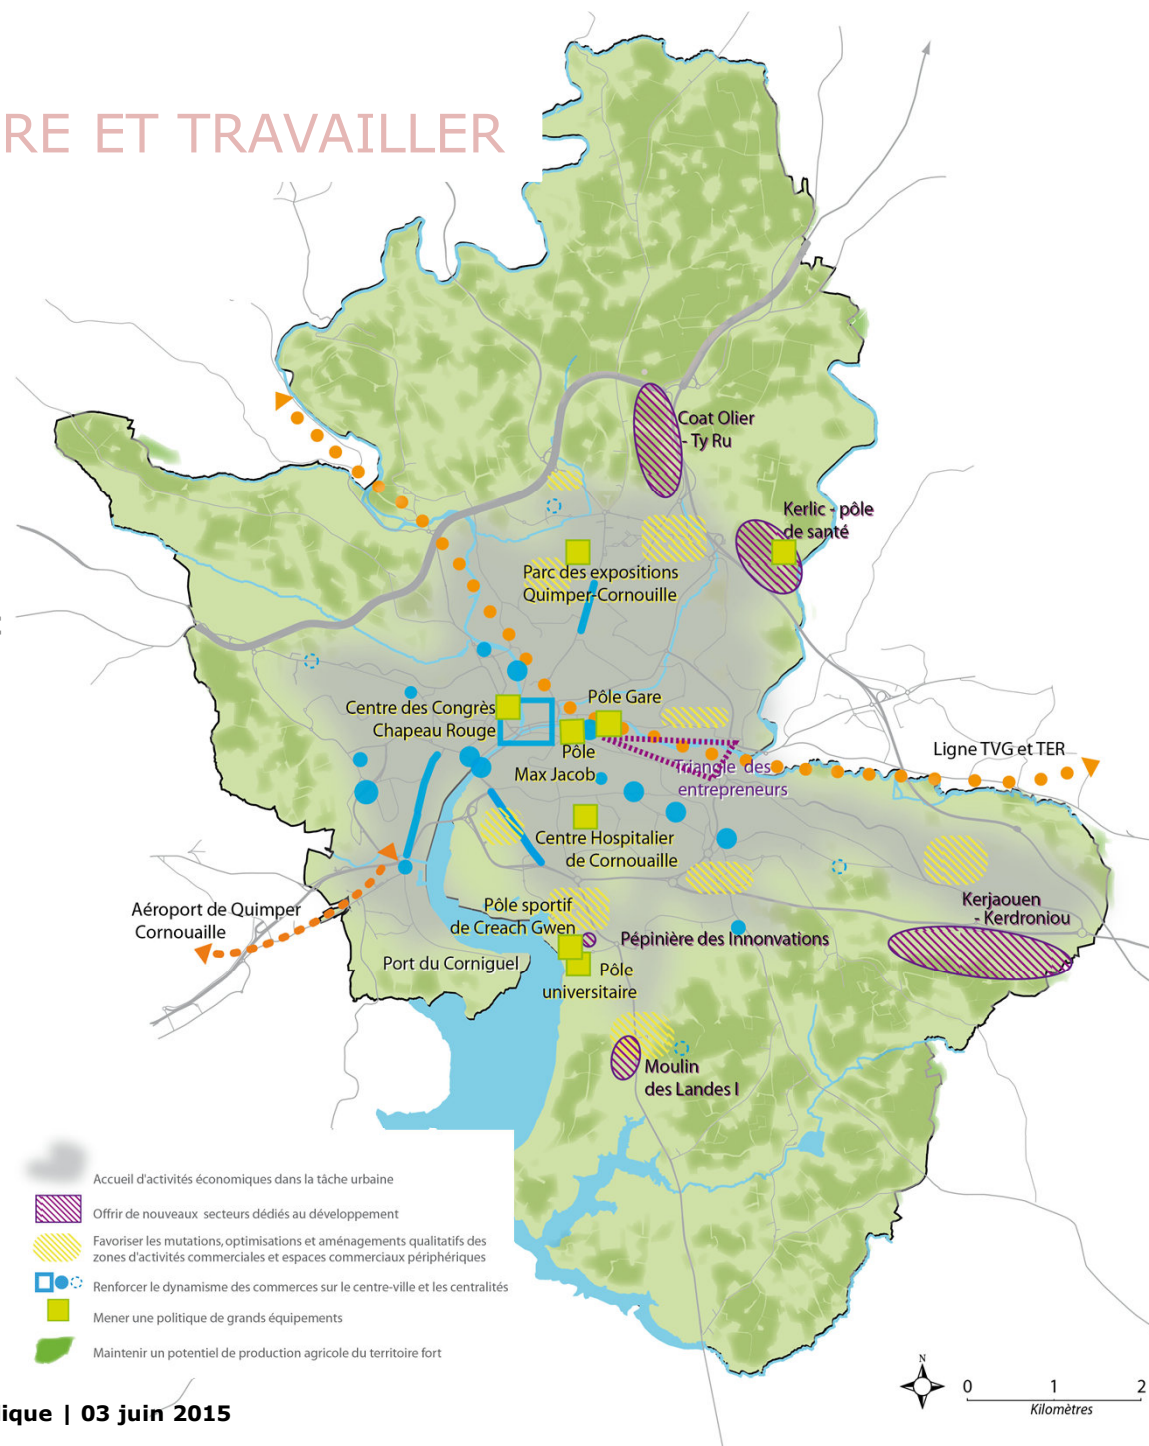 RE ET TRAVAILLER
Coat Olier
- Ty Ru
Kerlic - pôle
de santé
Parc des expositions
Quimper-Cornouille
Pôle Gare
Centre des Congrès
Chapeau Rouge
Pôle
Max Jacob
Triangle des
entrepreneurs
Ligne TVG et TER
Centre Hospitalier
de Cornouaille
Kerjaouen
- Kerdroniou
Aéroport de Quimper
Cornouaille
Pôle sportif
de Creach Gwen
Pépinière des Innonvations
Port du Corniguel
Pôle
universitaire
Moulin
des Landes I
Accueil d'activités économiques dans la tâche urbaine
Offrir de nouveaux secteurs dédiés au développement
Favoriser les mutations, optimisations et aménagements qualitatifs des
zones d'activités commerciales et espaces commerciaux périphériques
Renforcer le dynamisme des commerces sur le centre-ville et les centralités
Mener une politique de grands équipements
Maintenir un potentiel de production agricole du territoire fort
N
0 1 2
Kilomètres
lique | 03 juin 2015